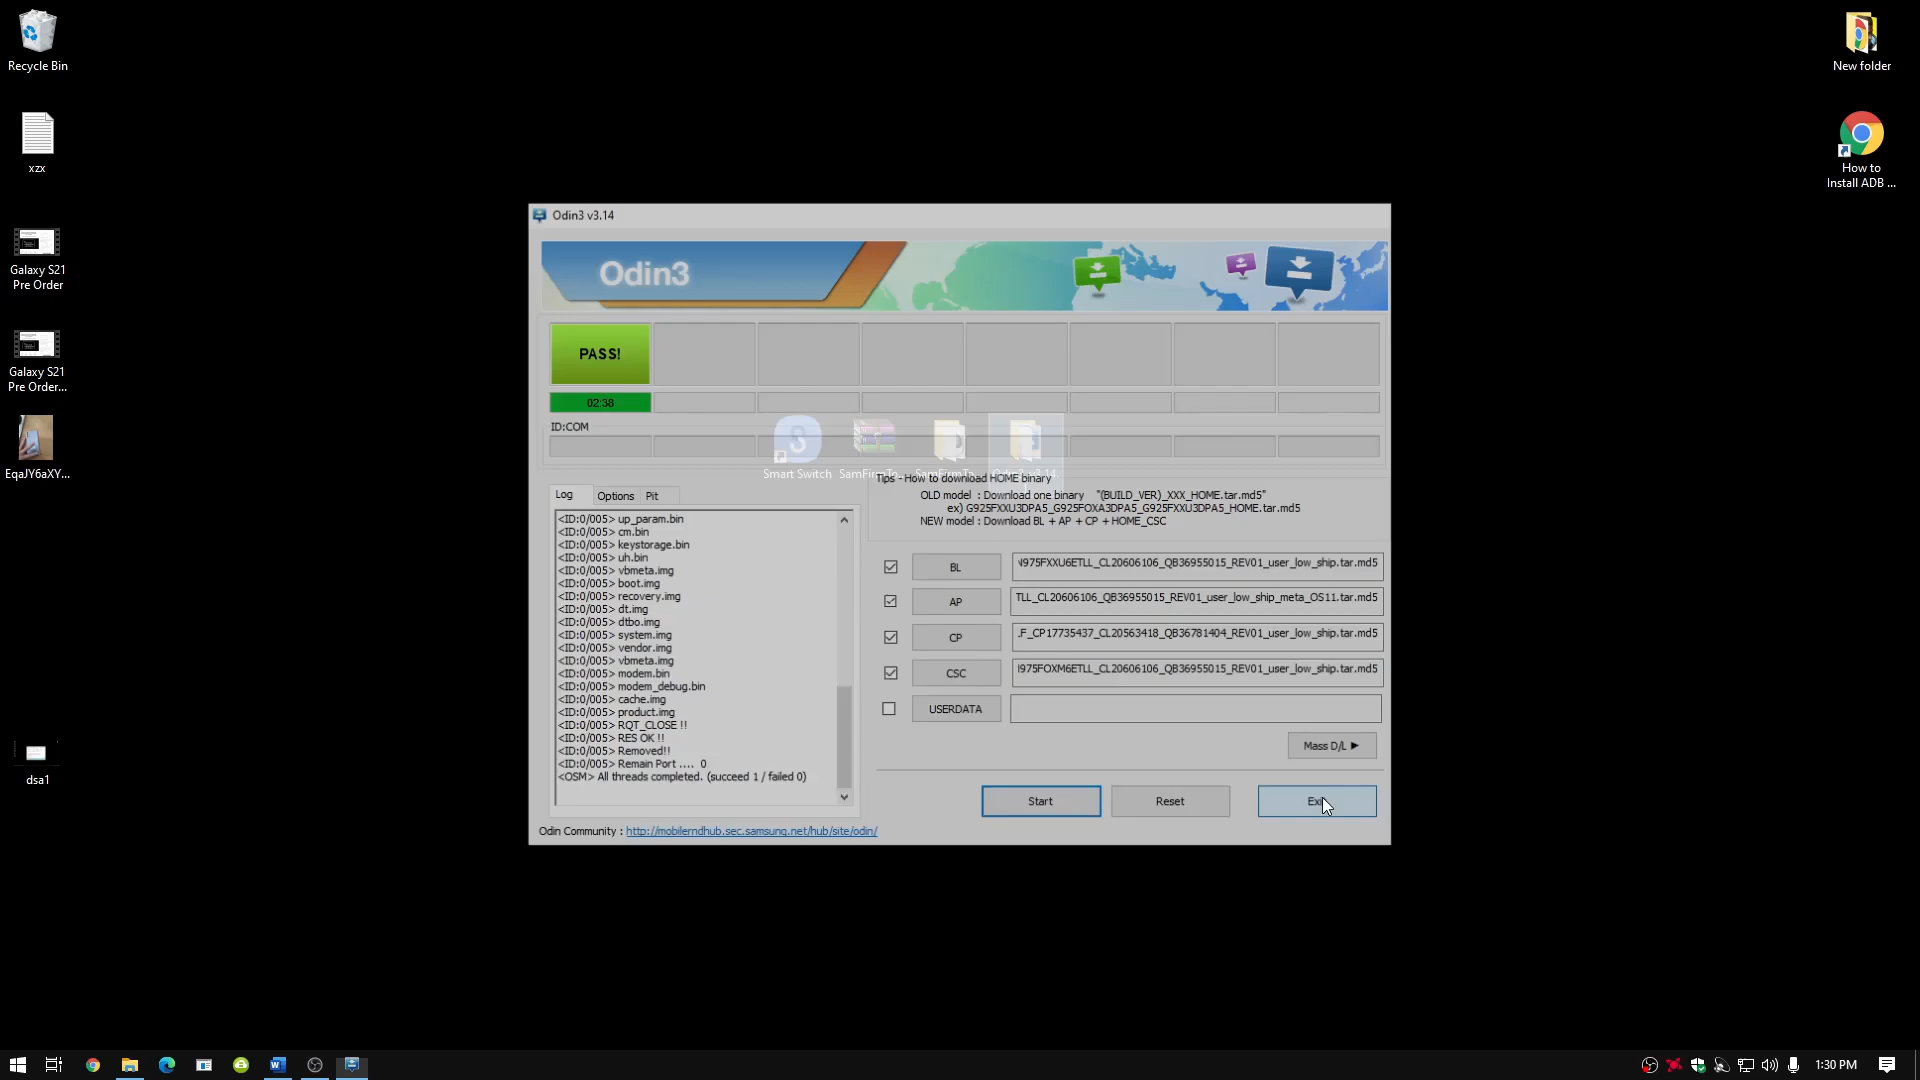 Recycle Bin
xzx
Galaxy S21
Pre Order
Galaxy S21
Pre Order...
EqaJY6aXY...
dsa1
New folder
How to
Install ADB ...
Odin3 v3.14
Odin3
PASS!
02:38
ID:COM
Smart Switch
SamFirmTo...
SamFirmTo...
Odin3 v3.14
Log
Options
Pit
<ID:0/005> up_param.bin
<ID:0/005> cm.bin
<ID:0/005> keystorage.bin
<ID:0/005> uh.bin
<ID:0/005> vbmeta.img
<ID:0/005> boot.img
<ID:0/005> recovery.img
<ID:0/005> dt.img
<ID:0/005> dtbo.img
<ID:0/005> system.img
<ID:0/005> vendor.img
<ID:0/005> vbmeta.img
<ID:0/005> modem.bin
<ID:0/005> modem_debug.bin
<ID:0/005> cache.img
<ID:0/005> product.img
<ID:0/005> RQT_CLOSE !!
<ID:0/005> RES OK !!
<ID:0/005> Removed!!
<ID:0/005> Remain Port .... 0
<OSM> All threads completed. (succeed 1 / failed 0)
Tips - How to download HOME binary
OLD model : Download one binary "(BUILD_VER)_XXX_HOME.tar.md5"
ex) G925FXXU3DPA5_G925FOXA3DPA5_G925FXXU3DPA5_HOME.tar.md5
NEW model : Download BL + AP + CP + HOME_CSC
BL
N975FXXU6ETLL_CL20606106_QB36955015_REV01_user_low_ship.tar.md5
AP
TLL_CL20606106_QB36955015_REV01_user_low_ship_meta_OS11.tar.md5
CP
.F_CP17735437_CL20563418_QB36781404_REV01_user_low_ship.tar.md5
CSC
I975FOXM6ETLL_CL20606106_QB36955015_REV01_user_low_ship.tar.md5
USERDATA
Mass D/L
Start
Reset
Odin Community : http://mobilerndhub.sec.samsung.net/hub/site/odin/
1:30 PM